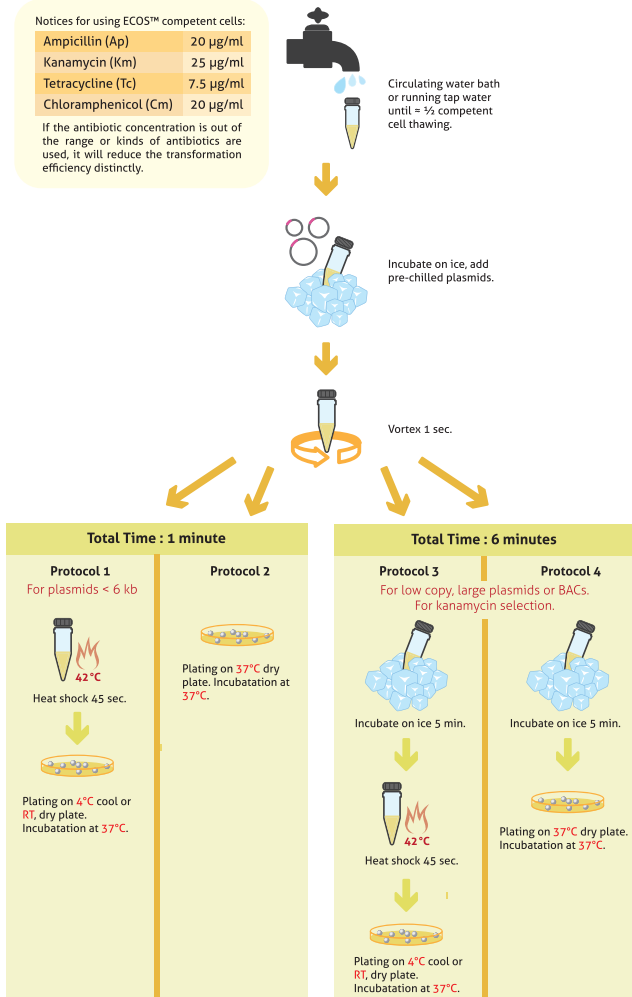 Notices for using ECOS™ competent cells:
Ampicillin (Ap) 20 µg/ml
Kanamycin (Km) 25 µg/ml
Tetracycline (Tc) 7.5 µg/ml
Chloramphenicol (Cm) 20 µg/ml
If the antibiotic concentration is out of
the range or kinds of antibiotics are
used, it will reduce the transformation
efficiency distinctly.
Circulating water bath
or running tap water
until = ½ competent
cell thawing.
Incubate on ice, add
pre-chilled plasmids.
Vortex 1 sec.
Total Time : 1 minute
Protocol 1
For plasmids < 6 kb
42°C
Heat shock 45 sec.
Plating on 4°C cool or
RT, dry plate.
Incubatation at 37°C.
Protocol 2
Plating on 37°C dry
plate. Incubatation at
37°C.
Total Time : 6 minutes
Protocol 3
Protocol 4
For low copy, large plasmids or BACs.
For kanamycin selection.
Incubate on ice 5 min.
42°C
Heat shock 45 sec.
Plating on 4°C cool or
RT, dry plate.
Incubatation at 37°C.
Incubate on ice 5 min.
Plating on 37°C dry plate.
Incubatation at 37°C.